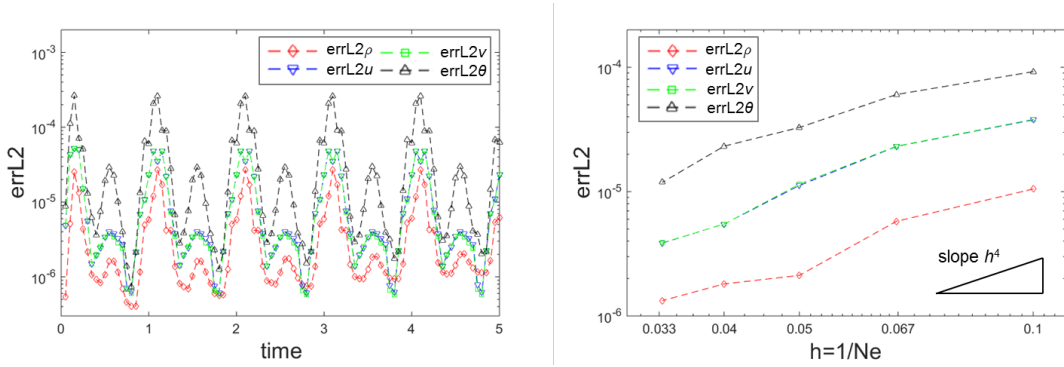 10⁻³
10⁻⁴
10⁻⁵
10⁻⁶
errL2
errL2ρ
errL2v
errL2u
errL2θ
0
1
2
3
4
5
time
10⁻⁴
10⁻⁵
10⁻⁶
errL2
errL2ρ
errL2u
errL2v
errL2θ
slope h⁴
0.033
0.04
0.05
0.067
0.1
h=1/Ne